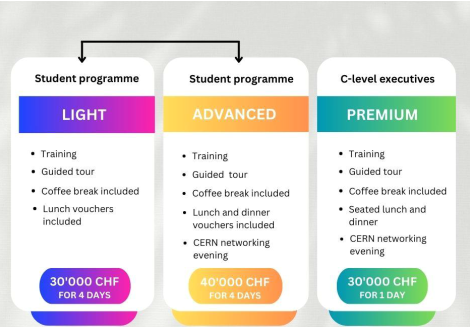 Student programme
LIGHT
Training
Guided tour
Coffee break included
Lunch vouchers
included
30'000 CHF
FOR 4 DAYS
Student programme
ADVANCED
Training
Guided tour
Coffee break included
Lunch and dinner
vouchers included
CERN networking
evening
40'000 CHF
FOR 4 DAYS
C-level executives
PREMIUM
Training
Guided tour
Coffee break included
Seated lunch and
dinner
CERN networking
evening
30'000 CHF
FOR 1 DAY